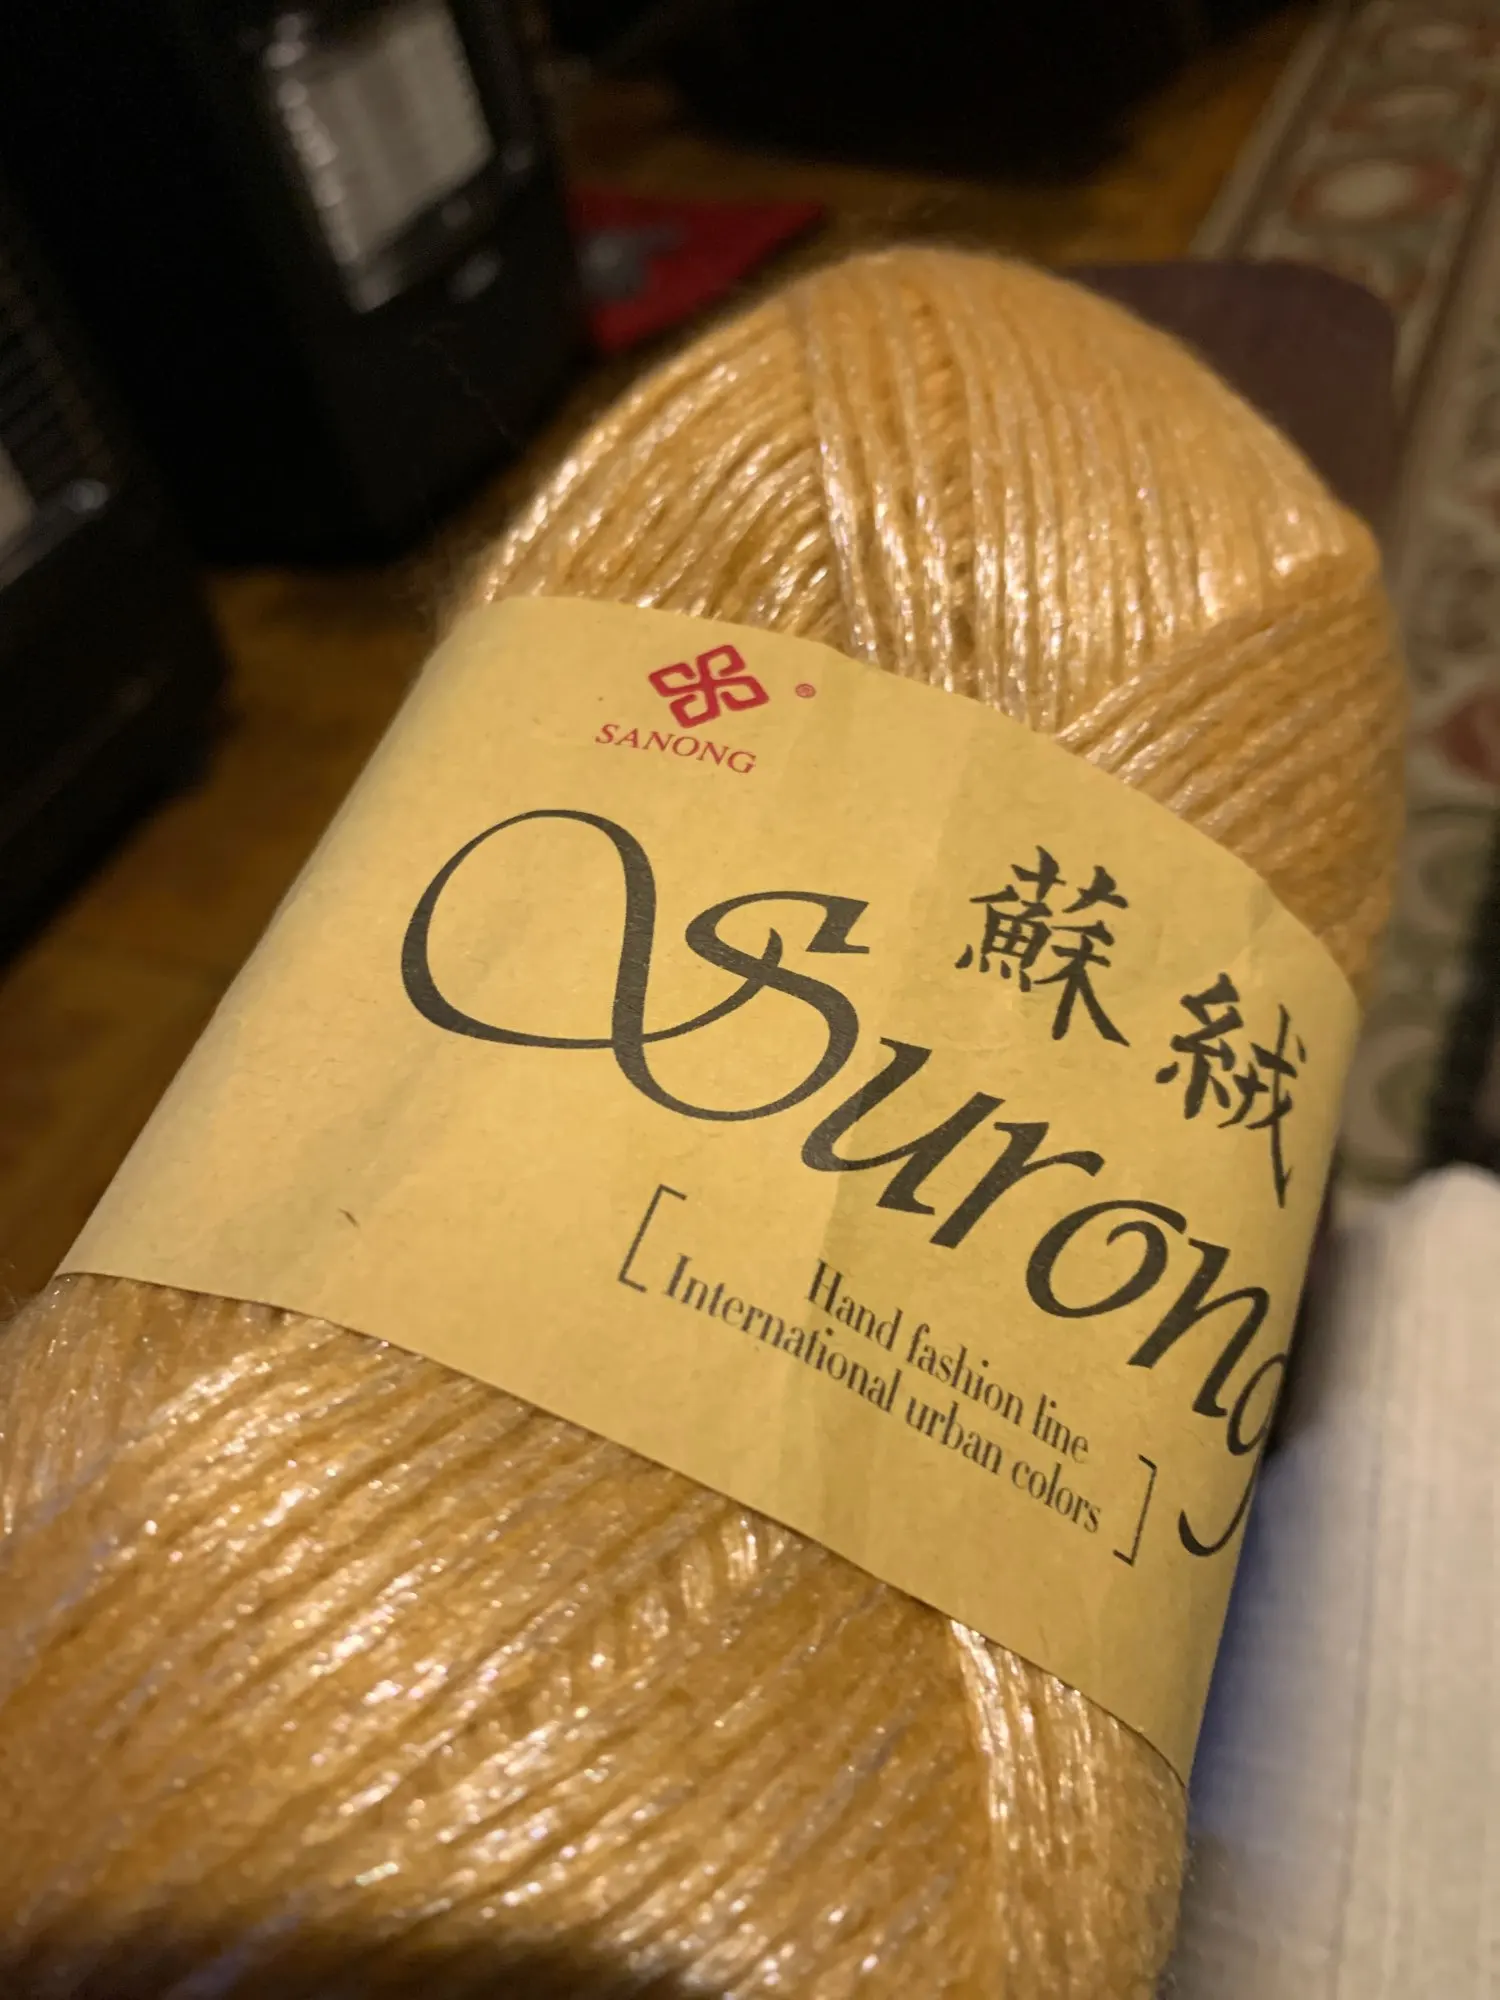 ®
SANONG
蘇絨
Surong
Hand fashion line
International urban colors